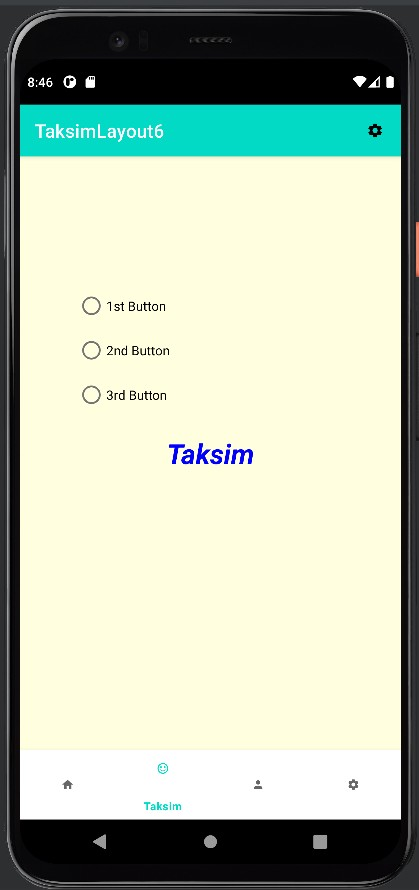 8:46
TaksimLayout6
1st Button
2nd Button
3rd Button
Taksim
Taksim